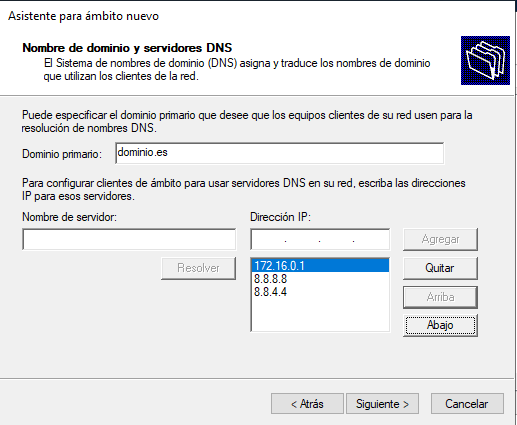 Asistente para ámbito nuevo
Nombre de dominio y servidores DNS
El Sistema de nombres de dominio (DNS) asigna y traduce los nombres de dominio
que utilizan los clientes de la red.
Puede especificar el dominio primario que desee que los equipos clientes de su red usen para la
resolución de nombres DNS.
Dominio primario: dominio.es
Para configurar clientes de ámbito para usar servidores DNS en su red, escriba las direcciones
IP para esos servidores.
Nombre de servidor: Dirección IP:
. . . Agregar
Resolver 172.16.0.1 Quitar
8.8.8.8
8.8.4.4 Arriba
Abajo
< Atrás Siguiente > Cancelar